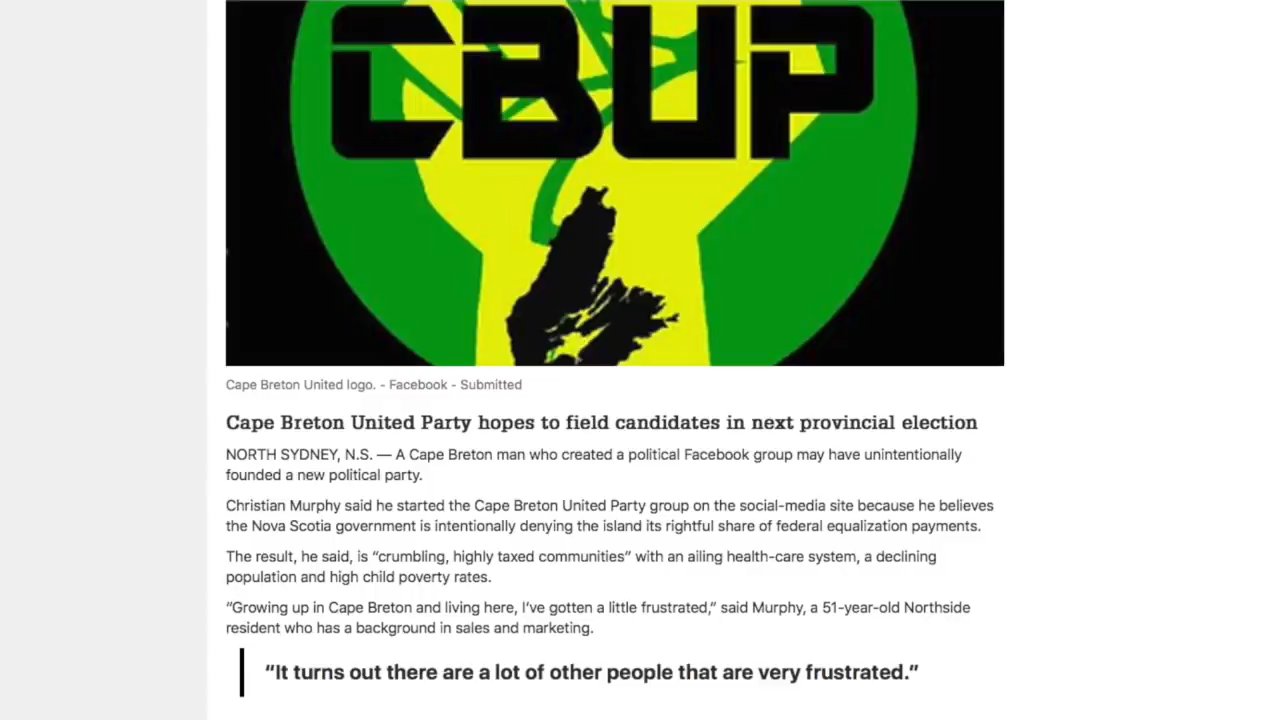 CBUP
Cape Breton United logo. - Facebook - Submitted
Cape Breton United Party hopes to field candidates in next provincial election
NORTH SYDNEY, N.S. — A Cape Breton man who created a political Facebook group may have unintentionally
founded a new political party.
Christian Murphy said he started the Cape Breton United Party group on the social-media site because he believes
the Nova Scotia government is intentionally denying the island its rightful share of federal equalization payments.
The result, he said, is “crumbling, highly taxed communities” with an ailing health-care system, a declining
population and high child poverty rates.
“Growing up in Cape Breton and living here, I’ve gotten a little frustrated,” said Murphy, a 51-year-old Northside
resident who has a background in sales and marketing.
“It turns out there are a lot of other people that are very frustrated.”